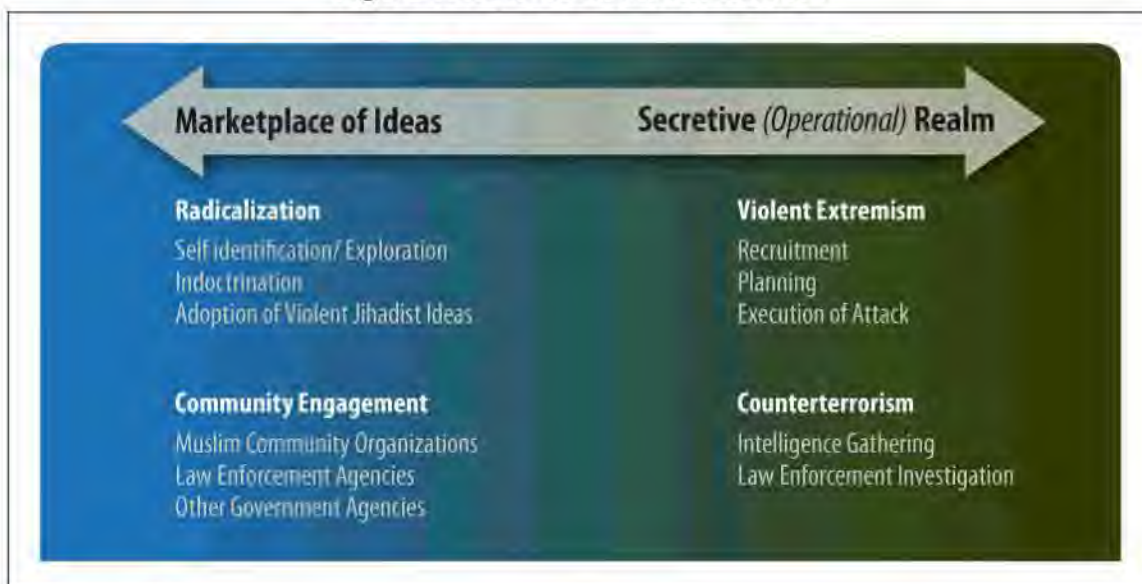 Marketplace of Ideas
Secretive (Operational) Realm
Radicalization
Self identification/ Exploration
Indoctrination
Adoption of Violent Jihadist Ideas
Violent Extremism
Recruitment
Planning
Execution of Attack
Community Engagement
Muslim Community Organizations
Law Enforcement Agencies
Other Government Agencies
Counterterrorism
Intelligence Gathering
Law Enforcement Investigation